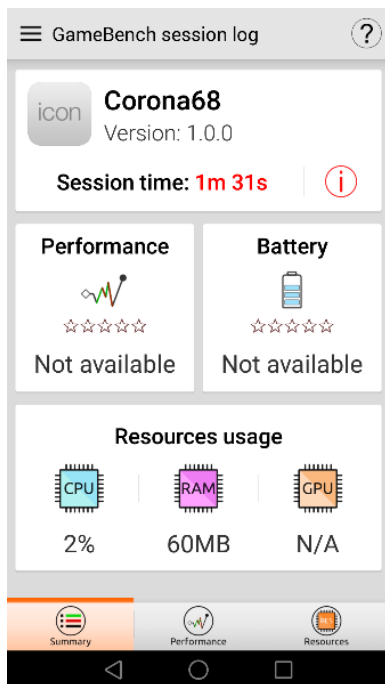 GameBench session log
?
icon
Corona68
Version: 1.0.0
Session time: 1m 31s
i
Performance
Battery
Not available
Not available
Resources usage
CPU
RAM
GPU
2%
60MB
N/A
RES
Summary
Performance
Resources